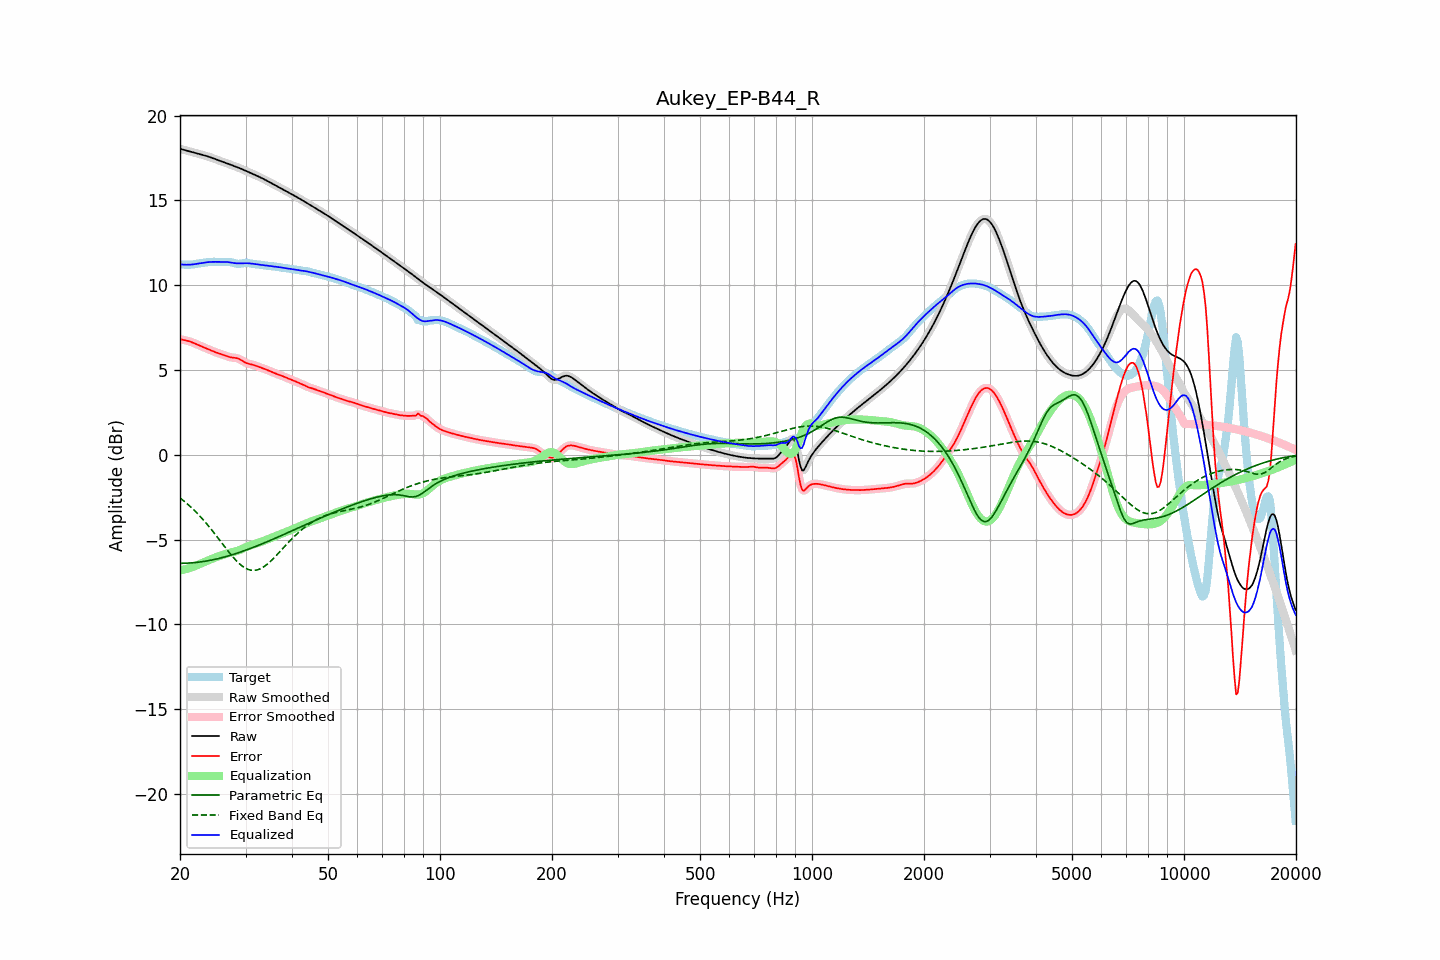 Aukey_EP-B44_R
Amplitude (dBr)
20
15
10
5
0
−5
−10
−15
−20
Target
Raw Smoothed
Error Smoothed
Raw
Error
Equalization
Parametric Eq
Fixed Band Eq
Equalized
20 50 100 200 500 1000 2000 5000 10000 20000
Frequency (Hz)